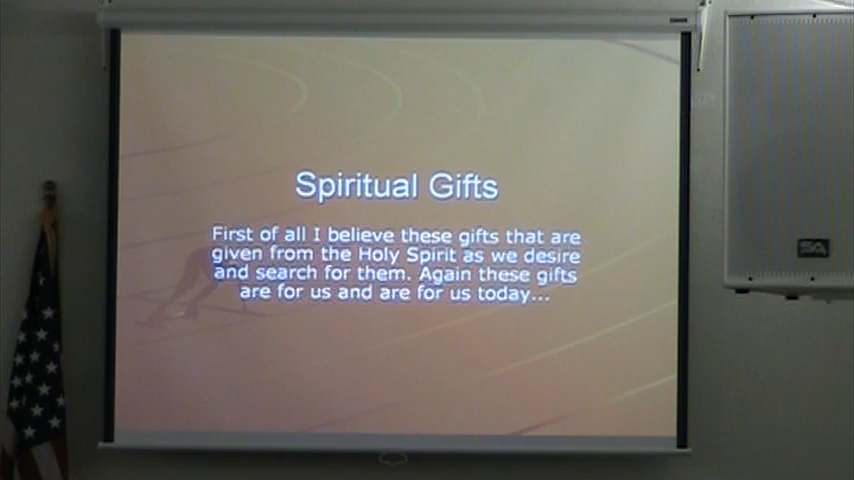 Spiritual Gifts
First of all I believe these gifts that are
given from the Holy Spirit as we desire
and search for them. Again these gifts
are for us and are for us today...